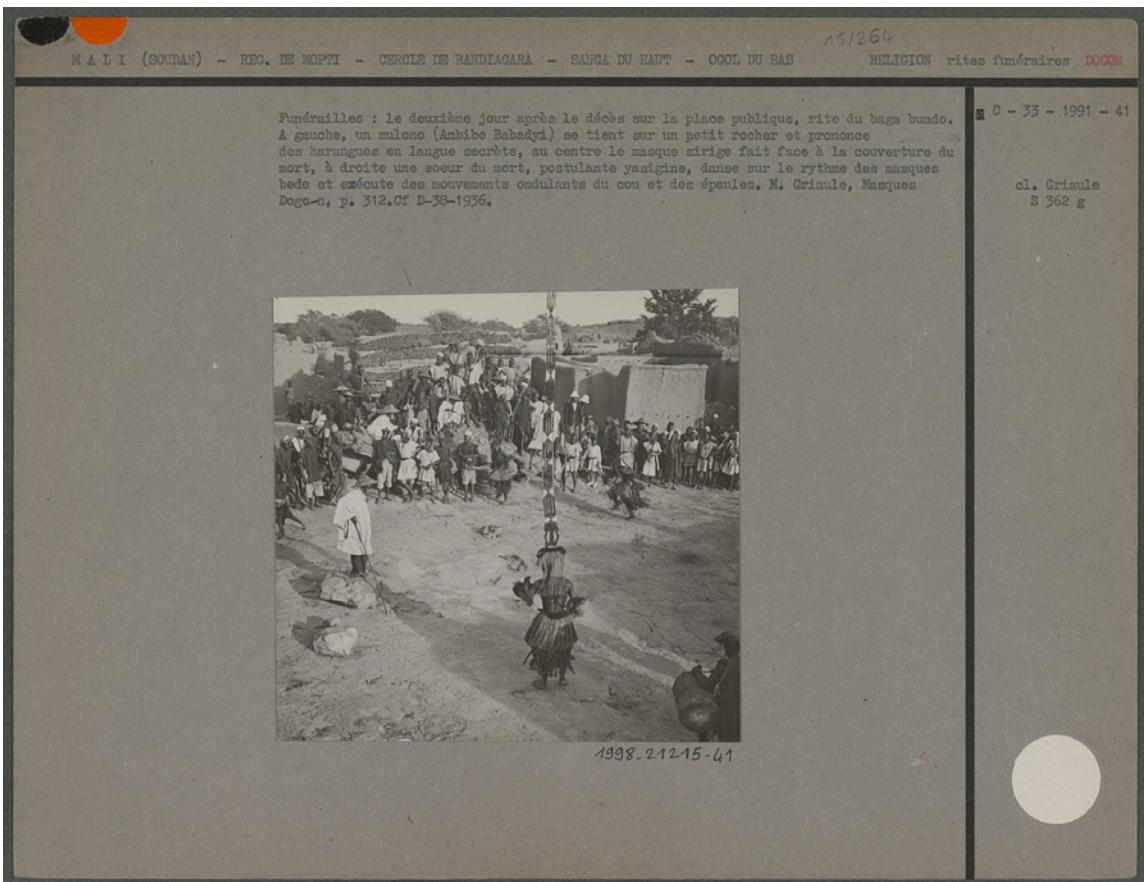 15/264
MALI (SOUDAN) - REG. DE MOPTI - CERCLE DE BANDIAGARA - SANGA DU HAUT - OGOL DU BAS RELIGION rites funéraires DOGON
Funérailles : le deuxième jour après le décès sur la place publique, rite du baga bundo.
A gauche, un mulono (Ambibe Babadyi) se tient sur un petit rocher et prononce
des harangues en langue secrète, au centre le masque sirige fait face à la couverture du
mort, à droite une soeur du mort, postulante yasigine, danse sur le rythme des masques
bede et exécute des mouvements ondulants du cou et des épaules. M. Griaule, Masques
Dogon, p. 312.Cf D-38-1936.
C - 33 - 1991 - 41
cl. Griaule
S 362 g
1998-21215-41